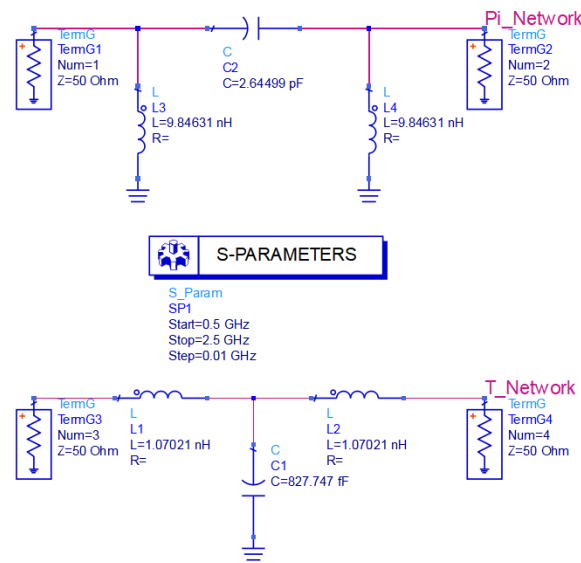 Pi_Network
TermG
TermG1
Num=1
Z=50 Ohm
C
C2
C=2.64499 pF
TermG
TermG2
Num=2
Z=50 Ohm
L
L3
L=9.84631 nH
R=
L
L4
L=9.84631 nH
R=
S-PARAMETERS
S_Param
SP1
Start=0.5 GHz
Stop=2.5 GHz
Step=0.01 GHz
T_Network
TermG
TermG3
Num=3
Z=50 Ohm
L
L1
L=1.07021 nH
R=
L
L2
L=1.07021 nH
R=
TermG
TermG4
Num=4
Z=50 Ohm
C
C1
C=827.747 fF